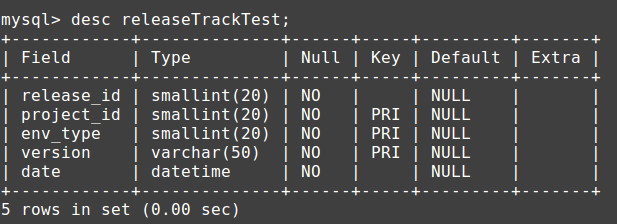 mysql> desc releaseTrackTest;
+------------+--------------+------+-----+---------+-------+
| Field      | Type         | Null | Key | Default | Extra |
+------------+--------------+------+-----+---------+-------+
| release_id | smallint(20) | NO   |     | NULL    |       |
| project_id | smallint(20) | NO   | PRI | NULL    |       |
| env_type   | smallint(20) | NO   | PRI | NULL    |       |
| version    | varchar(50)  | NO   | PRI | NULL    |       |
| date       | datetime     | NO   |     | NULL    |       |
+------------+--------------+------+-----+---------+-------+
5 rows in set (0.00 sec)